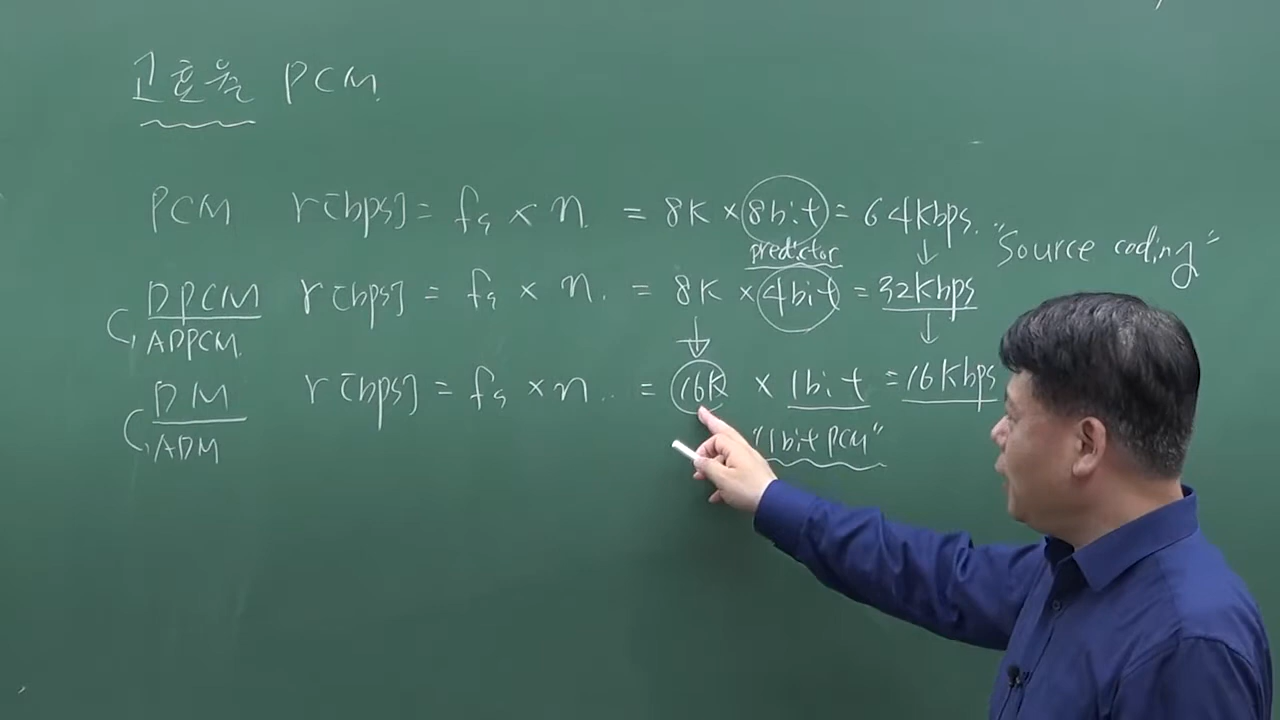 고효율 PCM
PCM r[bps] = fs × n. = 8K × 8bit = 64Kbps.
predictor
"Source coding"
DPCM r[bps] = fs × n. = 8K × 4bit = 32Kbps
ADPCM
DM r[bps] = fs × n.. = 16K × 1bit = 16Kbps
ADM
"1bit PCM"